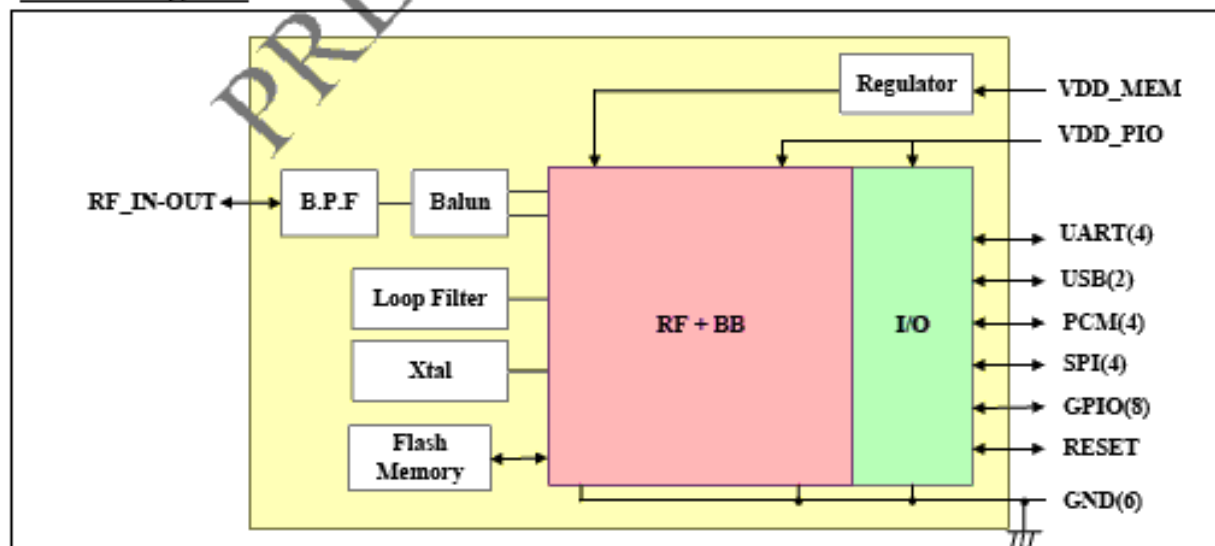 Regulator
VDD_MEM
VDD_PIO
RF_IN-OUT
B.P.F
Balun
UART(4)
Loop Filter
USB(2)
RF + BB
I/O
PCM(4)
Xtal
SPI(4)
GPIO(8)
Flash
Memory
RESET
GND(6)